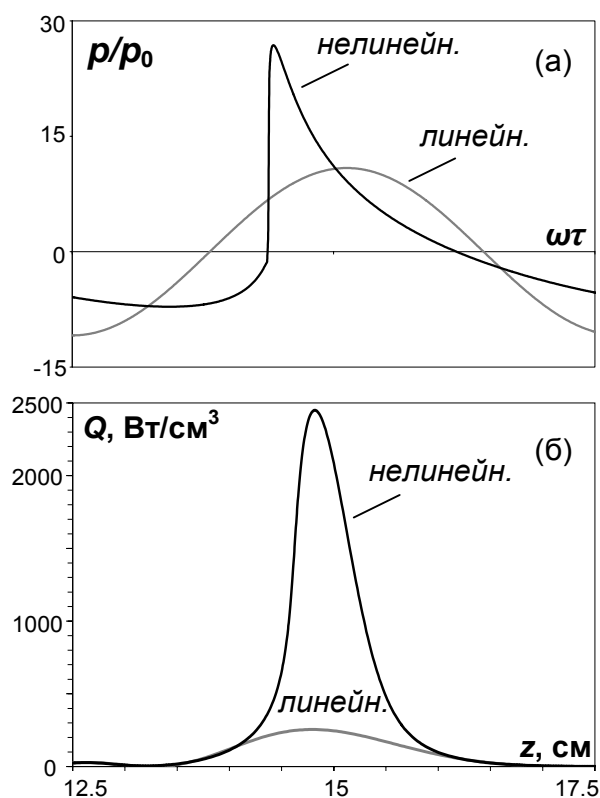 30
p/p₀
нелинейн.
(а)
15
линейн.
0
ωτ
-15
2500
Q, Вт/см³
(б)
нелинейн.
2000
1000
линейн.
z, см
0
12.5
15
17.5